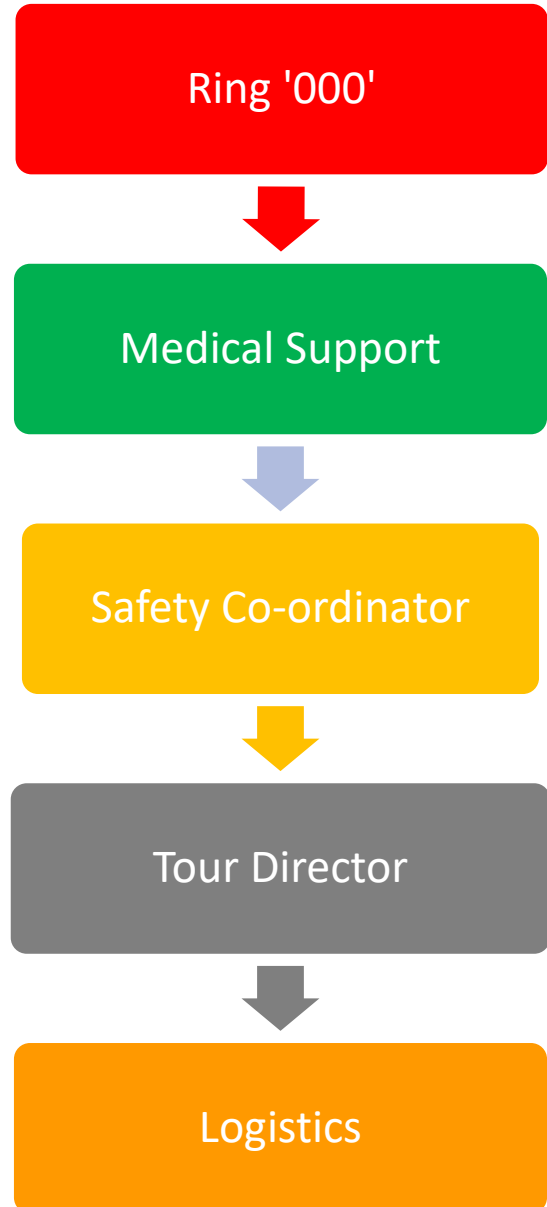 Ring '000'
Medical Support
Safety Co-ordinator
Tour Director
Logistics